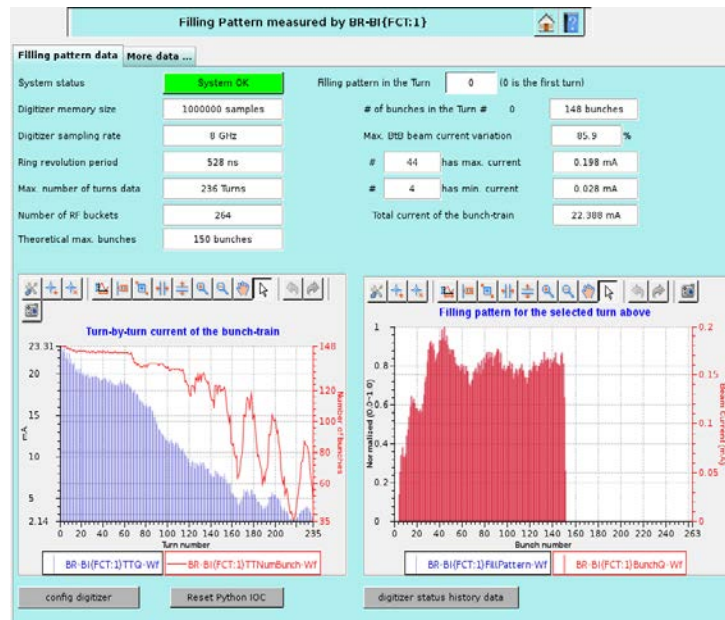 Filling Pattern measured by BR-BI{FCT:1}
Filling pattern data
More data ...
System status
System OK
Digitizer memory size
1000000 samples
Digitizer sampling rate
8 GHz
Ring revolution period
528 ns
Max. number of turns data
236 Turns
Number of RF buckets
264
Theoretical max. bunches
150 bunches
Filling pattern in the Turn 0 (0 is the first turn)
# of bunches in the Turn # 0 148 bunches
Max. BtB beam current variation 85.9 %
# 44 has max. current 0.198 mA
# 4 has min. current 0.028 mA
Total current of the bunch-train 22.388 mA
Turn-by-turn current of the bunch-train
23.31
20
15
10
5
2.14
mA
148
120
100
80
60
35
Number of bunches
0 20 40 60 80 100 120 140 160 180 200 235
Turn number
BR-BI{FCT:1}TTQ-Wf
BR-BI{FCT:1}TTNumBunch-Wf
Filling pattern for the selected turn above
1
0.8
0.6
0.4
0.2
0
Normalised (0.0~1.0)
0.2
0.15
0.1
0.05
0
Beam Current (mA)
0 20 40 60 80 100 120 140 160 180 200 220 240 263
Bunch number
BR-BI{FCT:1}FillPattern-Wf
BR-BI{FCT:1}BunchQ-Wf
config digitizer
Reset Python IOC
digitizer status history data